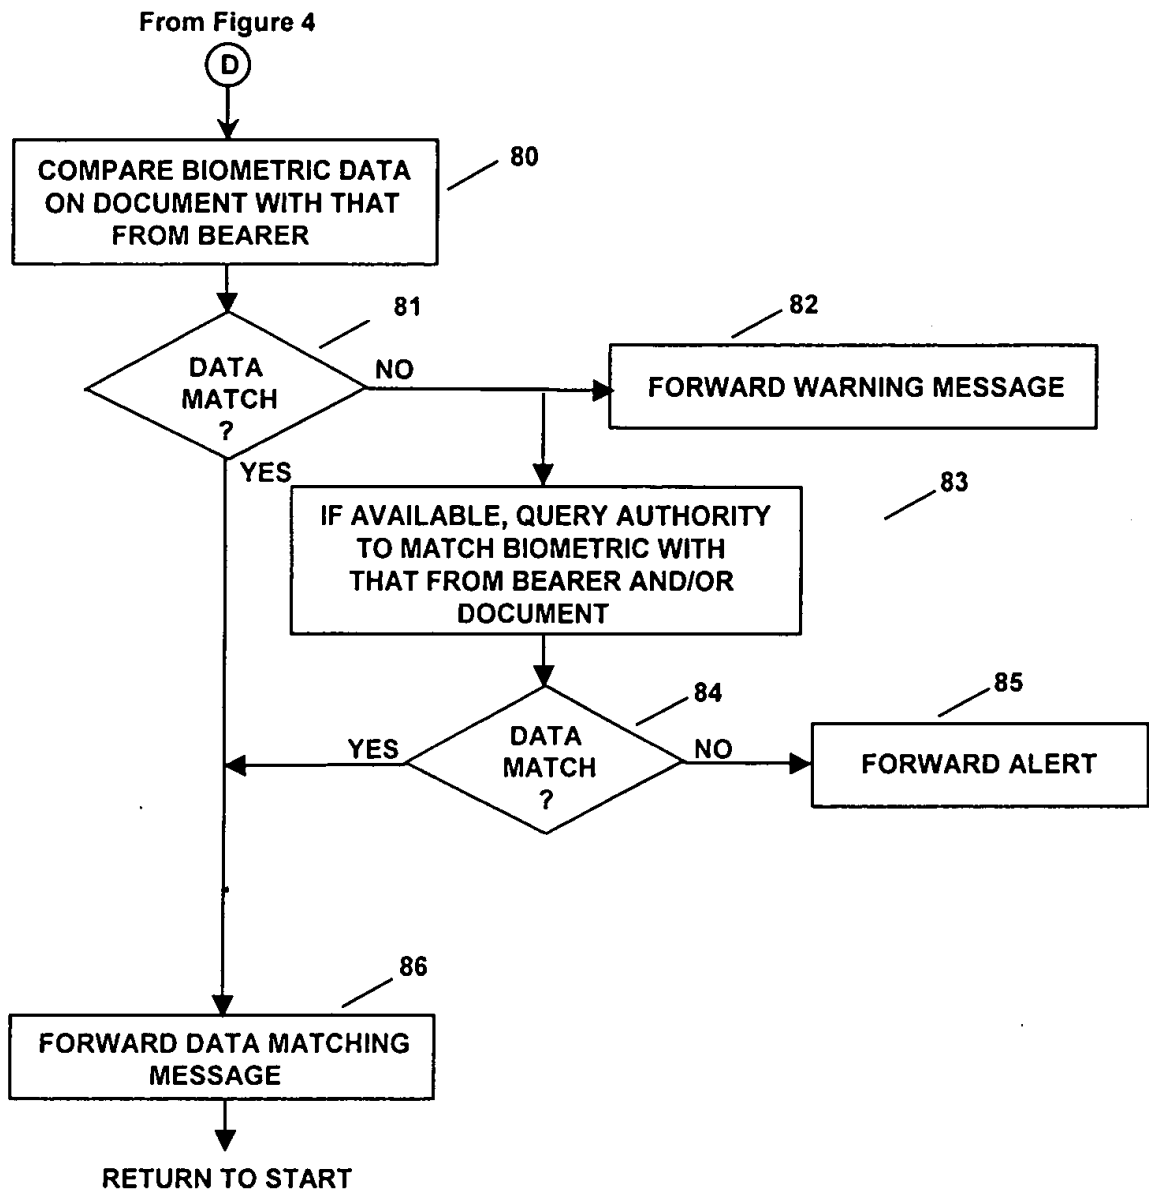 From Figure 4
D
COMPARE BIOMETRIC DATA
ON DOCUMENT WITH THAT
FROM BEARER
80
81
DATA
MATCH
?
NO
YES
82
FORWARD WARNING MESSAGE
83
IF AVAILABLE, QUERY AUTHORITY
TO MATCH BIOMETRIC WITH
THAT FROM BEARER AND/OR
DOCUMENT
84
DATA
MATCH
?
YES
NO
85
FORWARD ALERT
86
FORWARD DATA MATCHING
MESSAGE
RETURN TO START